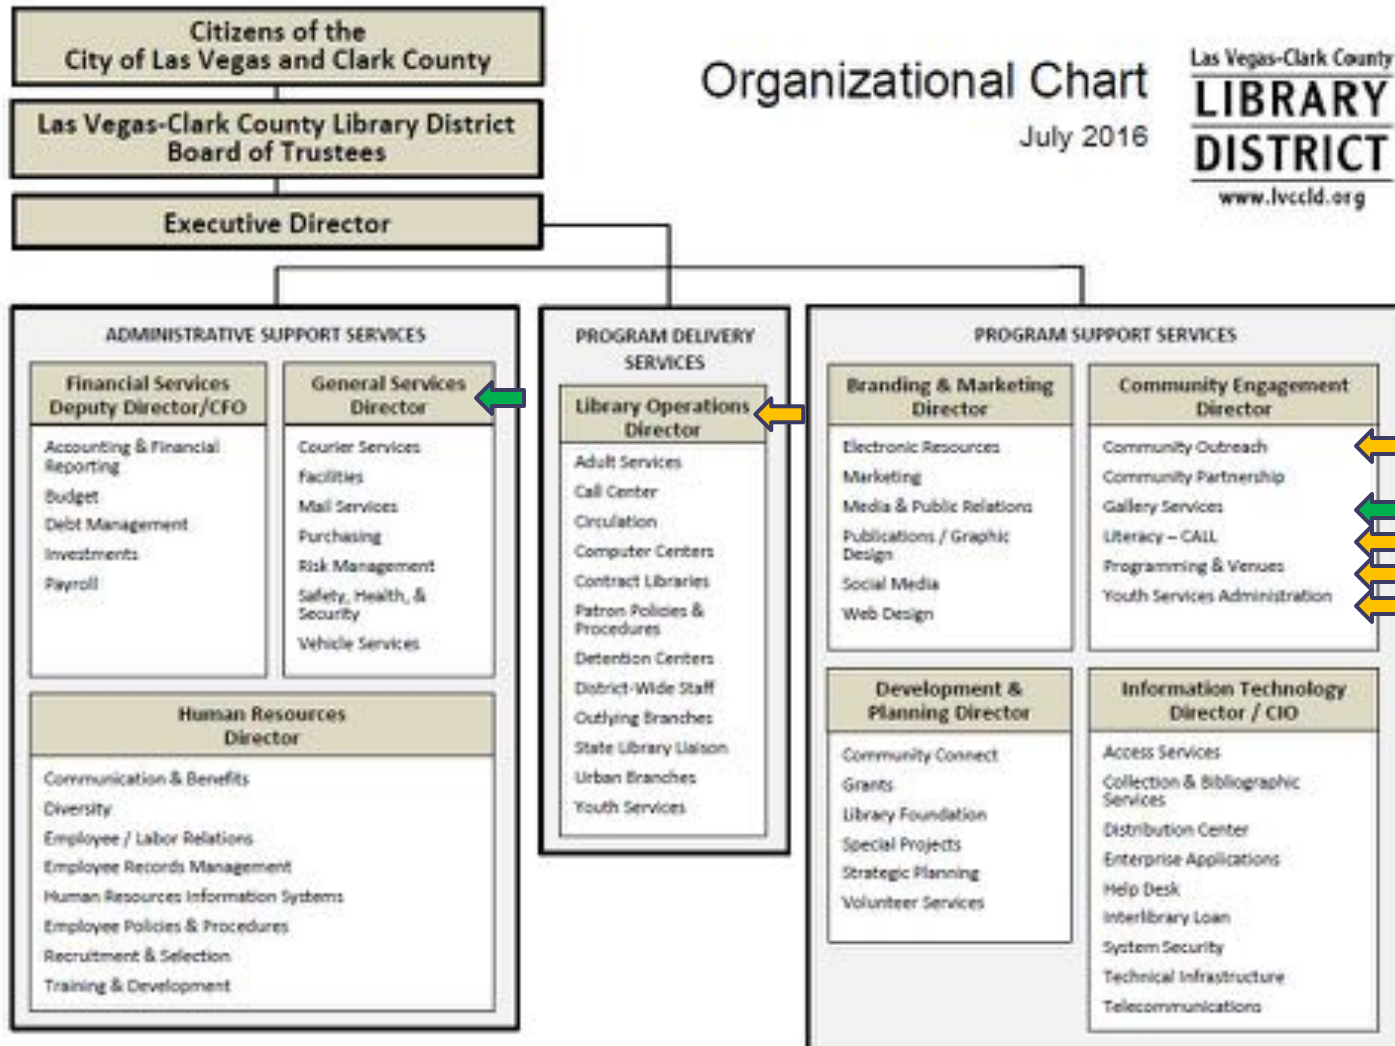 Citizens of the
City of Las Vegas and Clark County
Las Vegas-Clark County Library District
Board of Trustees
Executive Director
Organizational Chart
July 2016
Las Vegas-Clark County
LIBRARY
DISTRICT
www.lvccld.org
ADMINISTRATIVE SUPPORT SERVICES
Financial Services
Deputy Director/CFO
Accounting & Financial
Reporting
Budget
Debt Management
Investments
Payroll
General Services
Director
Courier Services
Facilities
Mail Services
Purchasing
Risk Management
Safety, Health, &
Security
Vehicle Services
Human Resources
Director
Communication & Benefits
Diversity
Employee / Labor Relations
Employee Records Management
Human Resources Information Systems
Employee Policies & Procedures
Recruitment & Selection
Training & Development
PROGRAM DELIVERY
SERVICES
Library Operations
Director
Adult Services
Call Center
Circulation
Computer Centers
Contract Libraries
Patron Policies &
Procedures
Detention Centers
District-Wide Staff
Outlying Branches
State Library Liaison
Urban Branches
Youth Services
PROGRAM SUPPORT SERVICES
Branding & Marketing
Director
Electronic Resources
Marketing
Media & Public Relations
Publications / Graphic
Design
Social Media
Web Design
Community Engagement
Director
Community Outreach
Community Partnership
Gallery Services
Literacy – CALL
Programming & Venues
Youth Services Administration
Development &
Planning Director
Community Connect
Grants
Library Foundation
Special Projects
Strategic Planning
Volunteer Services
Information Technology
Director / CIO
Access Services
Collection & Bibliographic
Services
Distribution Center
Enterprise Applications
Help Desk
Interlibrary Loan
System Security
Technical Infrastructure
Telecommunications